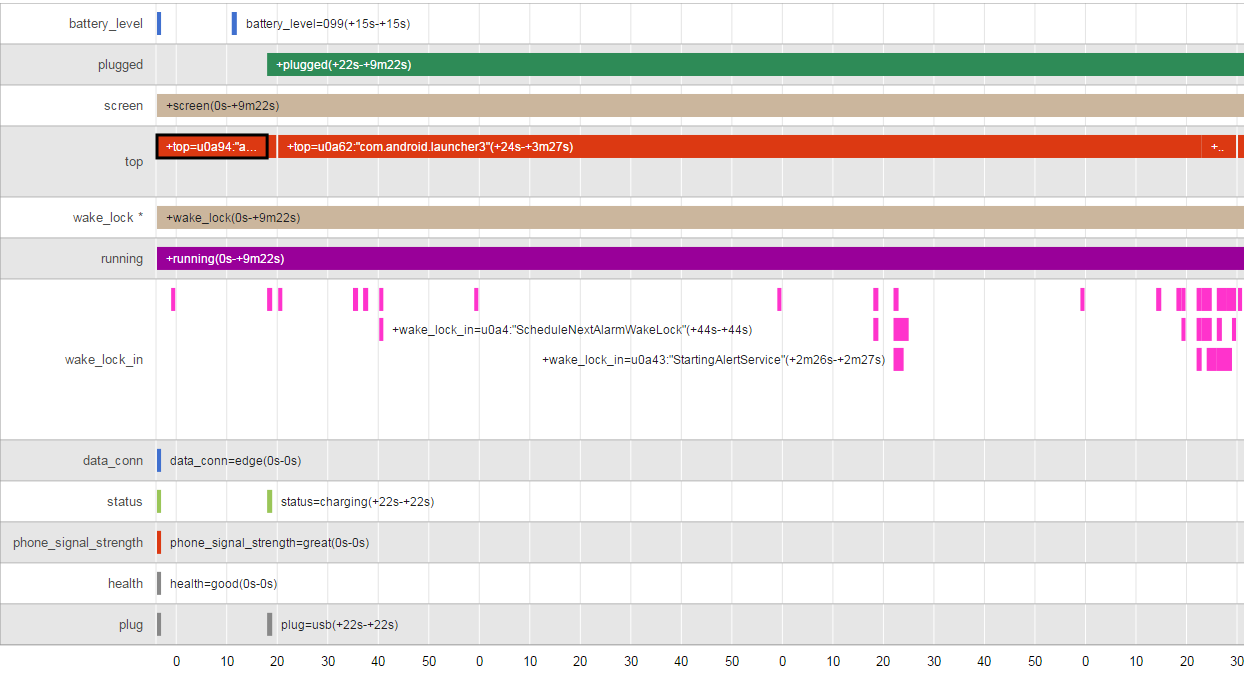 battery_level battery_level=099(+15s-+15s)
plugged +plugged(+22s-+9m22s)
screen +screen(0s-+9m22s)
top +top=u0a94:"a... +top=u0a62:"com.android.launcher3"(+24s-+3m27s) +..
wake_lock * +wake_lock(0s-+9m22s)
running +running(0s-+9m22s)
+wake_lock_in=u0a4:"ScheduleNextAlarmWakeLock"(+44s-+44s)
wake_lock_in +wake_lock_in=u0a43:"StartingAlertService"(+2m26s-+2m27s)
data_conn data_conn=edge(0s-0s)
status status=charging(+22s-+22s)
phone_signal_strength phone_signal_strength=great(0s-0s)
health health=good(0s-0s)
plug plug=usb(+22s-+22s)
0 10 20 30 40 50 0 10 20 30 40 50 0 10 20 30 40 50 0 10 20 30